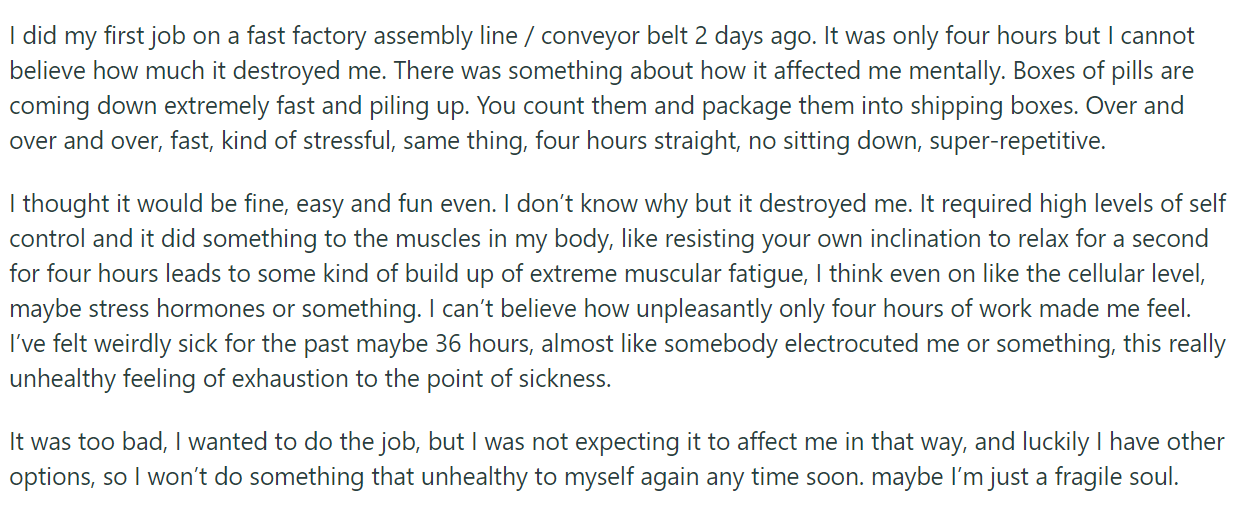 I did my first job on a fast factory assembly line / conveyor belt 2 days ago. It was only four hours but I cannot
believe how much it destroyed me. There was something about how it affected me mentally. Boxes of pills are
coming down extremely fast and piling up. You count them and package them into shipping boxes. Over and
over and over, fast, kind of stressful, same thing, four hours straight, no sitting down, super-repetitive.
I thought it would be fine, easy and fun even. I don’t know why but it destroyed me. It required high levels of self
control and it did something to the muscles in my body, like resisting your own inclination to relax for a second
for four hours leads to some kind of build up of extreme muscular fatigue, I think even on like the cellular level,
maybe stress hormones or something. I can’t believe how unpleasantly only four hours of work made me feel.
I’ve felt weirdly sick for the past maybe 36 hours, almost like somebody electrocuted me or something, this really
unhealthy feeling of exhaustion to the point of sickness.
It was too bad, I wanted to do the job, but I was not expecting it to affect me in that way, and luckily I have other
options, so I won’t do something that unhealthy to myself again any time soon. maybe I’m just a fragile soul.